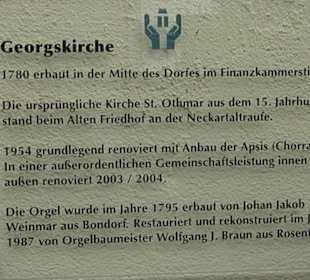 Georgskirche
1780 erbaut in der Mitte des Dorfes im Finanzkammersti
Die ursprüngliche Kirche St. Othmar aus dem 15. Jahrhu
stand beim Alten Friedhof an der Neckartaltraufe.
1954 grundlegend renoviert mit Anbau der Apsis (Chorra
In einer außerordentlichen Gemeinschaftsleistung innen
außen renoviert 2003 / 2004.
Die Orgel wurde im Jahre 1795 erbaut von Johan Jakob
Weinmar aus Bondorf. Restauriert und rekonstruiert im J
1987 von Orgelbaumeister Wolfgang J. Braun aus Rosenf